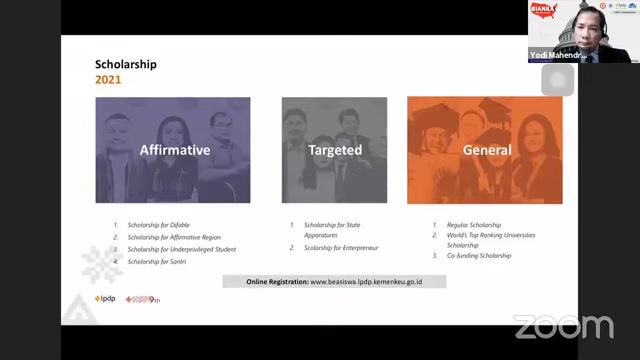 BIANKA
lpdp
Yodi Mahendr...
Scholarship
2021
Affirmative
Targeted
General
1. Scholarship for Difable
2. Scholarship for Affirmative Region
3. Scholarship for Underprivileged Student
4. Scholarship for Santri
1. Scholarship for State
Apparatures
2. Scolarship for Enterpreneur
1. Regular Scholarship
2. World's Top Ranking Universities
Scholarship
3. Co-funding Scholarship
Online Registration: www.beasiswa.lpdp.kemenkeu.go.id
lpdp
9th
zoom